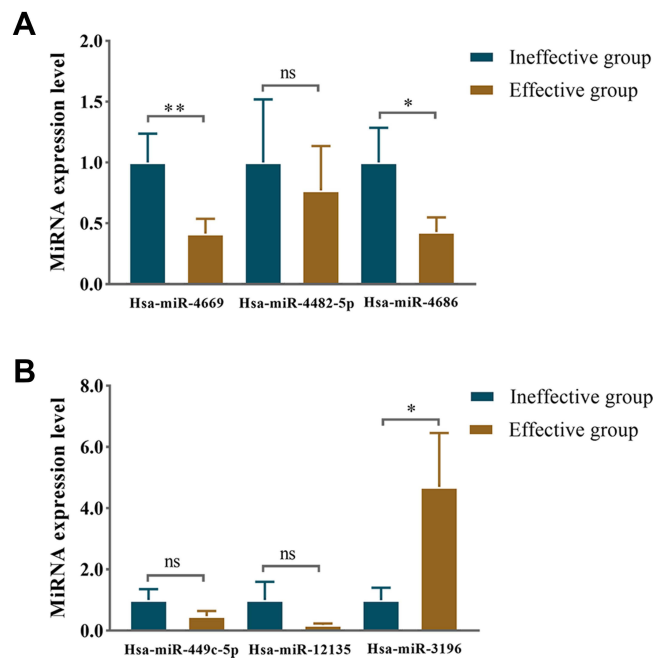 A
MiRNA expression level
2.0
1.5
1.0
0.5
0.0
**
ns
*
Ineffective group
Effective group
Hsa-miR-4669 Hsa-miR-4482-5p Hsa-miR-4686
B
MiRNA expression level
8.0
6.0
4.0
2.0
0.0
ns
ns
*
Ineffective group
Effective group
Hsa-miR-449c-5p Hsa-miR-12135 Hsa-miR-3196